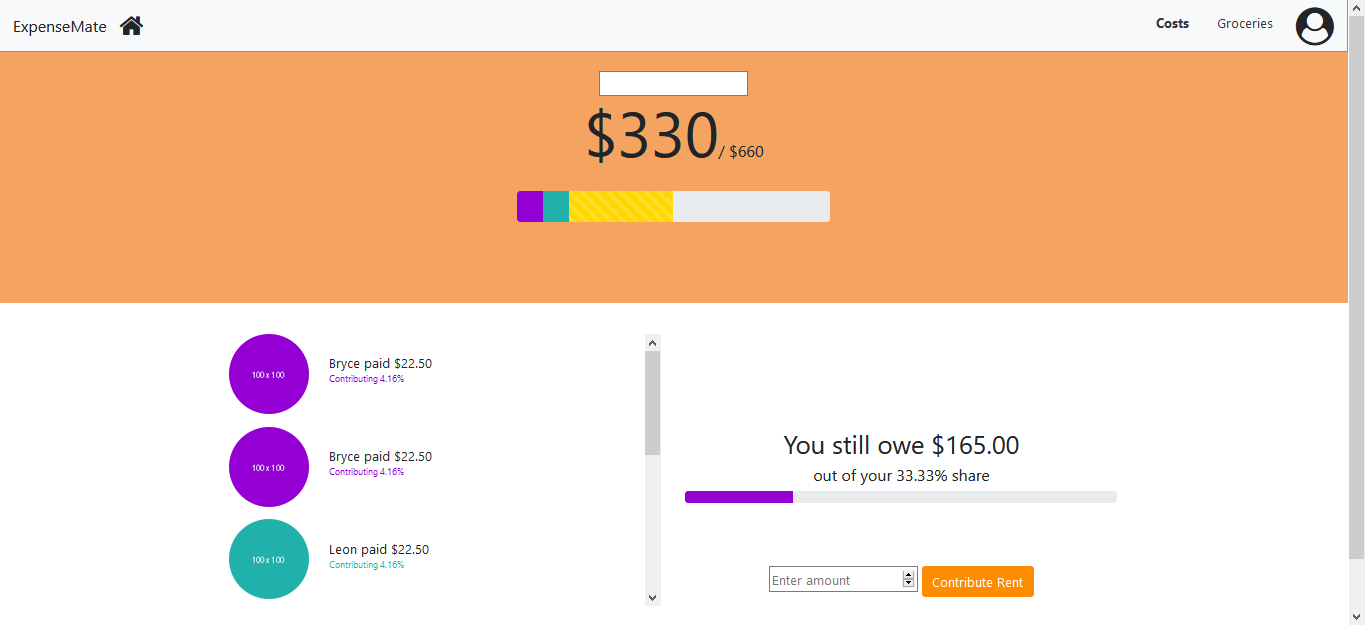 ExpenseMate
Costs Groceries
$330/ $660
100 x 100
Bryce paid $22.50
Contributing 4.16%
100 x 100
Bryce paid $22.50
Contributing 4.16%
100 x 100
Leon paid $22.50
Contributing 4.16%
You still owe $165.00
out of your 33.33% share
Enter amount
Contribute Rent